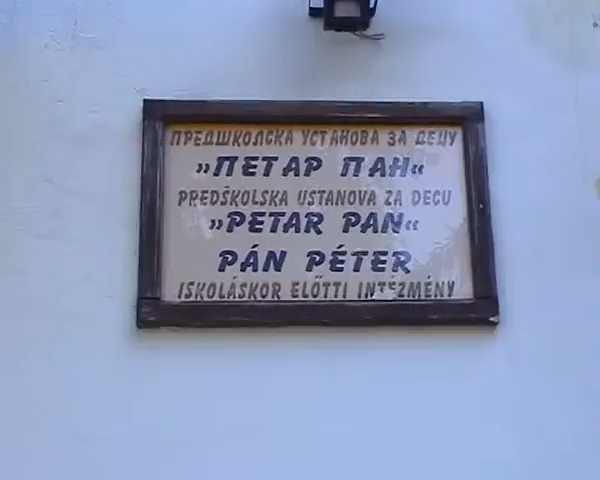 ПРЕДШКОЛСКА УСТАНОВА ЗА ДЕЦУ
»ПЕТАР ПАН«
PREDŠKOLSKA USTANOVA ZA DECU
»PETAR PAN«
PÁN PÉTER
ISKOLÁSKOR ELŐTTI INTÉZMÉNY